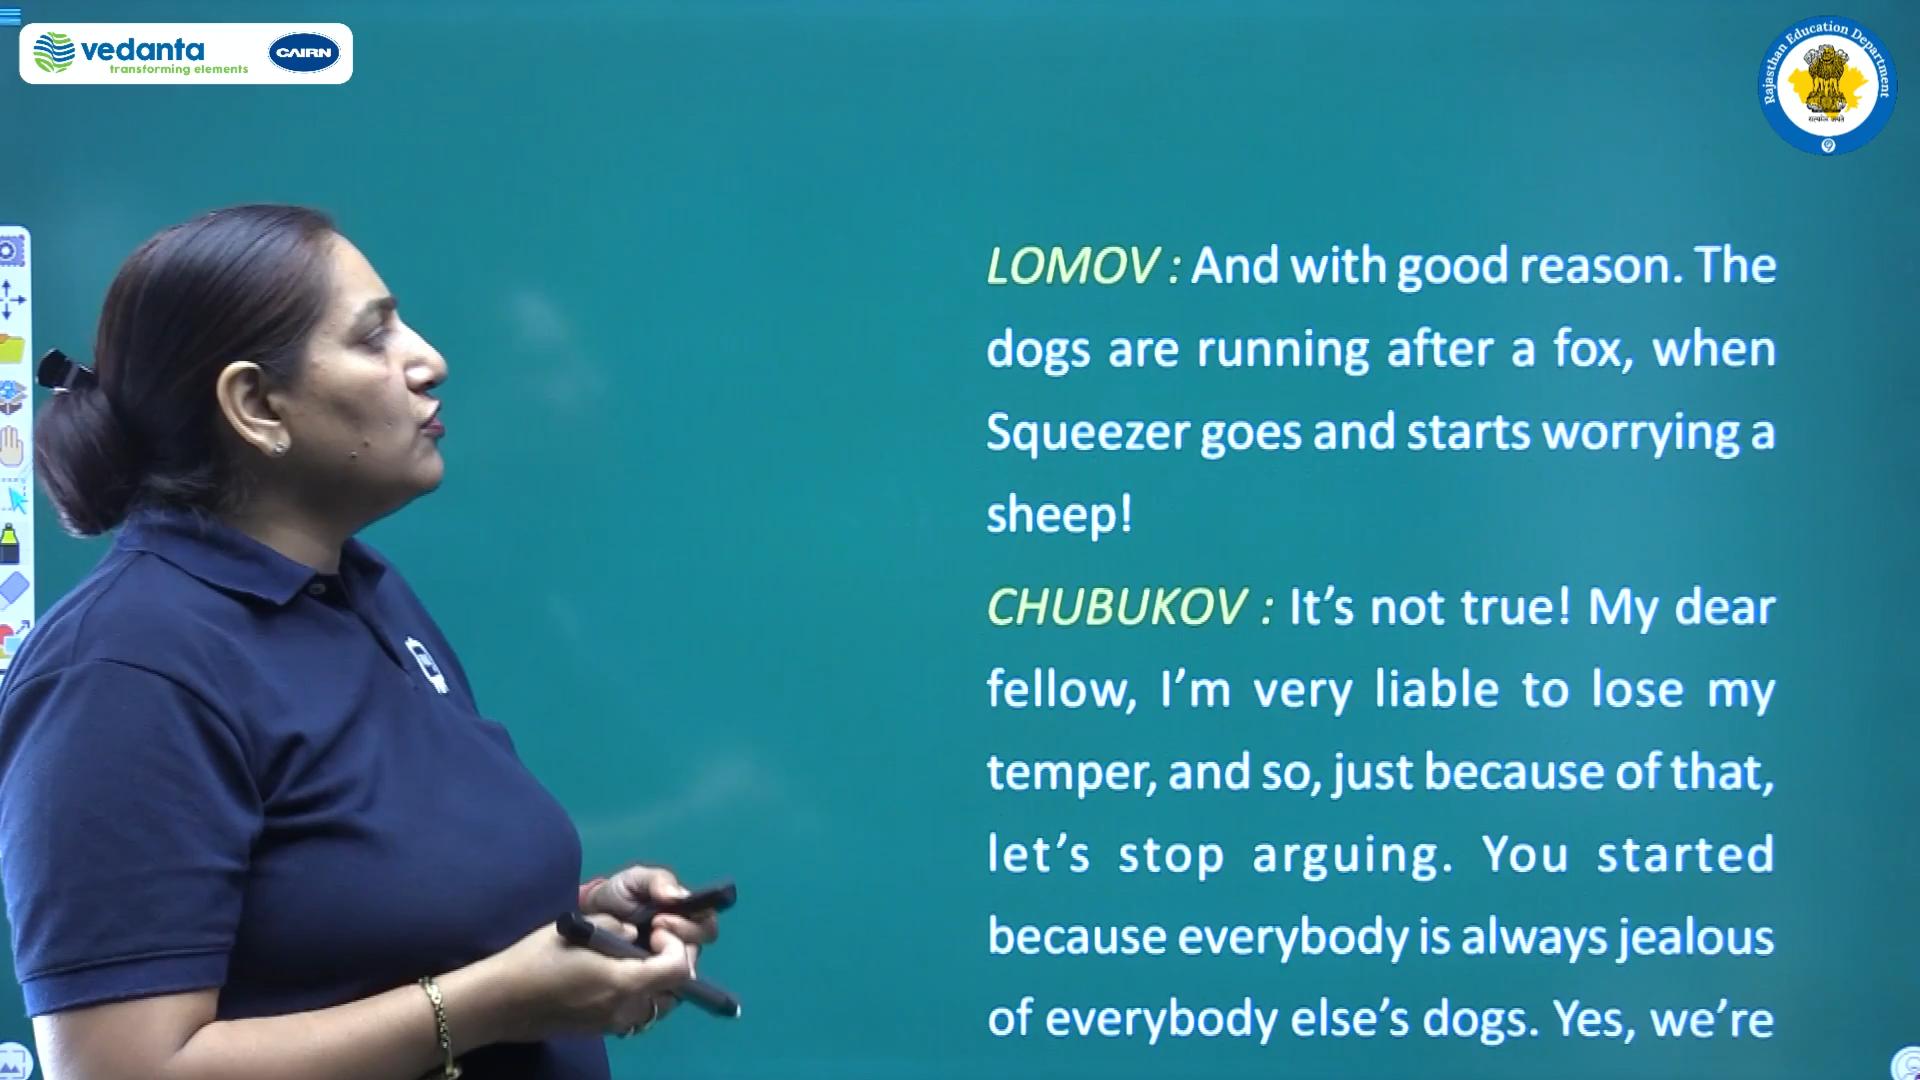 vedanta
transforming elements
CAIRN
Rajasthan Education Department
LOMOV : And with good reason. The
dogs are running after a fox, when
Squeezer goes and starts worrying a
sheep!
CHUBUKOV : It's not true! My dear
fellow, I'm very liable to lose my
temper, and so, just because of that,
let's stop arguing. You started
because everybody is always jealous
of everybody else's dogs. Yes, we're